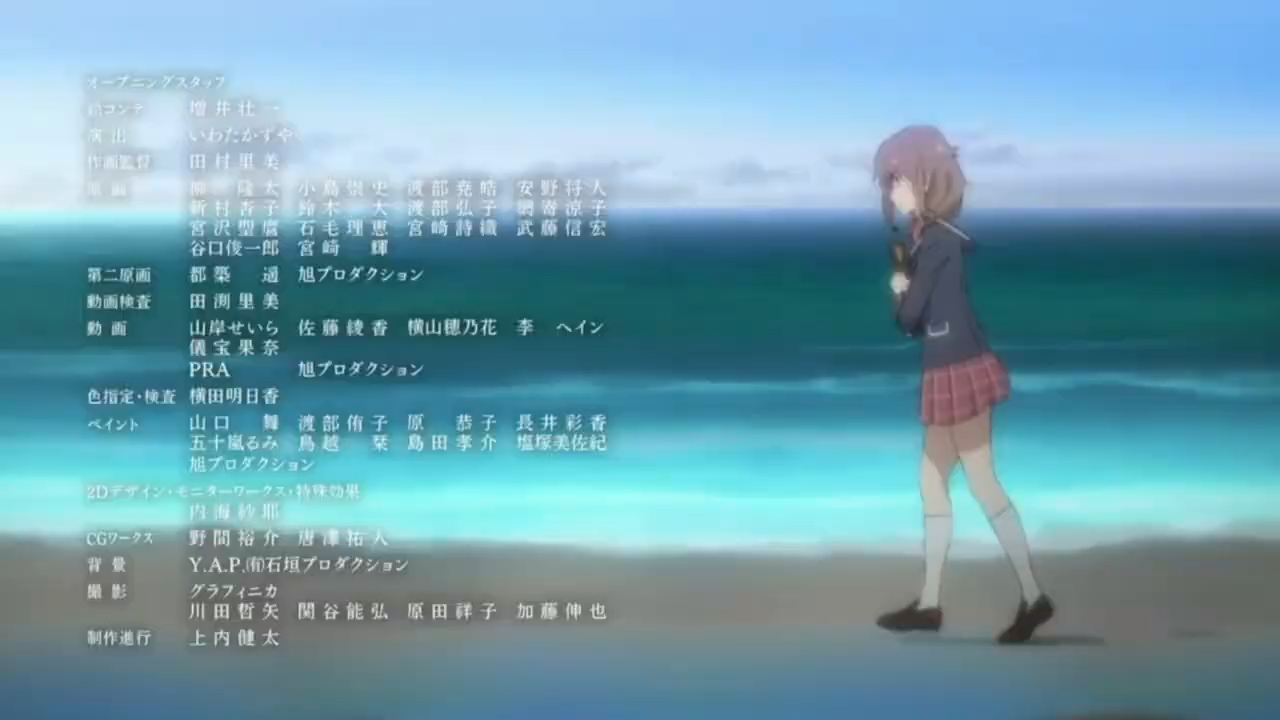 オープニングスタッフ
絵コンテ 増井壮一
演出 いわたかずや
作画監督 田村里美
原画 隆太 小島崇史 渡部尭皓 安野将人
新村杏子 鈴木 大 渡部弘子 網寄涼子
宮沢聖麿 石毛理恵 宮崎詩織 武藤信宏
谷口俊一郎 宮崎 輝
第二原画 都築 遥 旭プロダクション
動画検査 田渕里美
動画 山岸せいら 佐藤綾香 横山穂乃花 李 ヘイン
儀宝果奈
PRA 旭プロダクション
色指定・検査 横田明日香
ペイント 山口 舞 渡部侑子 原 恭子 長井彩香
五十嵐るみ 鳥越 栞 島田孝介 塩塚美佐紀
旭プロダクション
2Dデザイン・モニターワークス・特殊効果
内海紗耶
CGワークス 野間裕介 唐澤祐人
背景 Y.A.P.㈲石垣プロダクション
撮影 グラフィニカ
川田哲矢 関谷能弘 原田祥子 加藤伸也
制作進行 上内健太